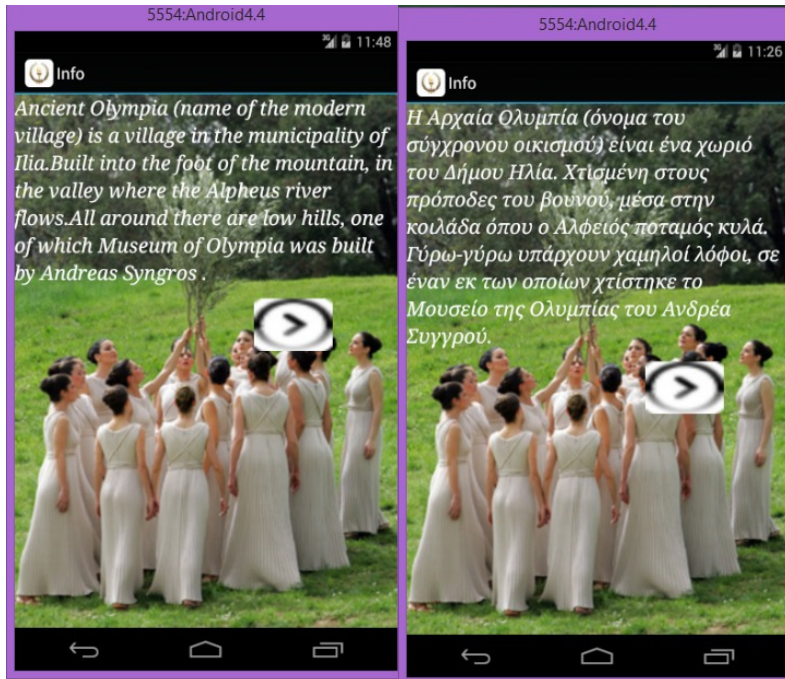 5554:Android4.4
3G 11:48
Info
Ancient Olympia (name of the modern
village) is a village in the municipality of
Ilia.Built into the foot of the mountain, in
the valley where the Alpheus river
flows.All around there are low hills, one
of which Museum of Olympia was built
by Andreas Syngros .
5554:Android4.4
3G 11:26
Info
Η Αρχαία Ολυμπία (όνομα του
σύγχρονου οικισμού) είναι ένα χωριό
του Δήμου Ηλία. Χτισμένη στους
πρόποδες του βουνού, μέσα στην
κοιλάδα όπου ο Αλφειός ποταμός κυλά.
Γύρω-γύρω υπάρχουν χαμηλοί λόφοι, σε
έναν εκ των οποίων χτίστηκε το
Μουσείο της Ολυμπίας του Ανδρέα
Συγγρού.